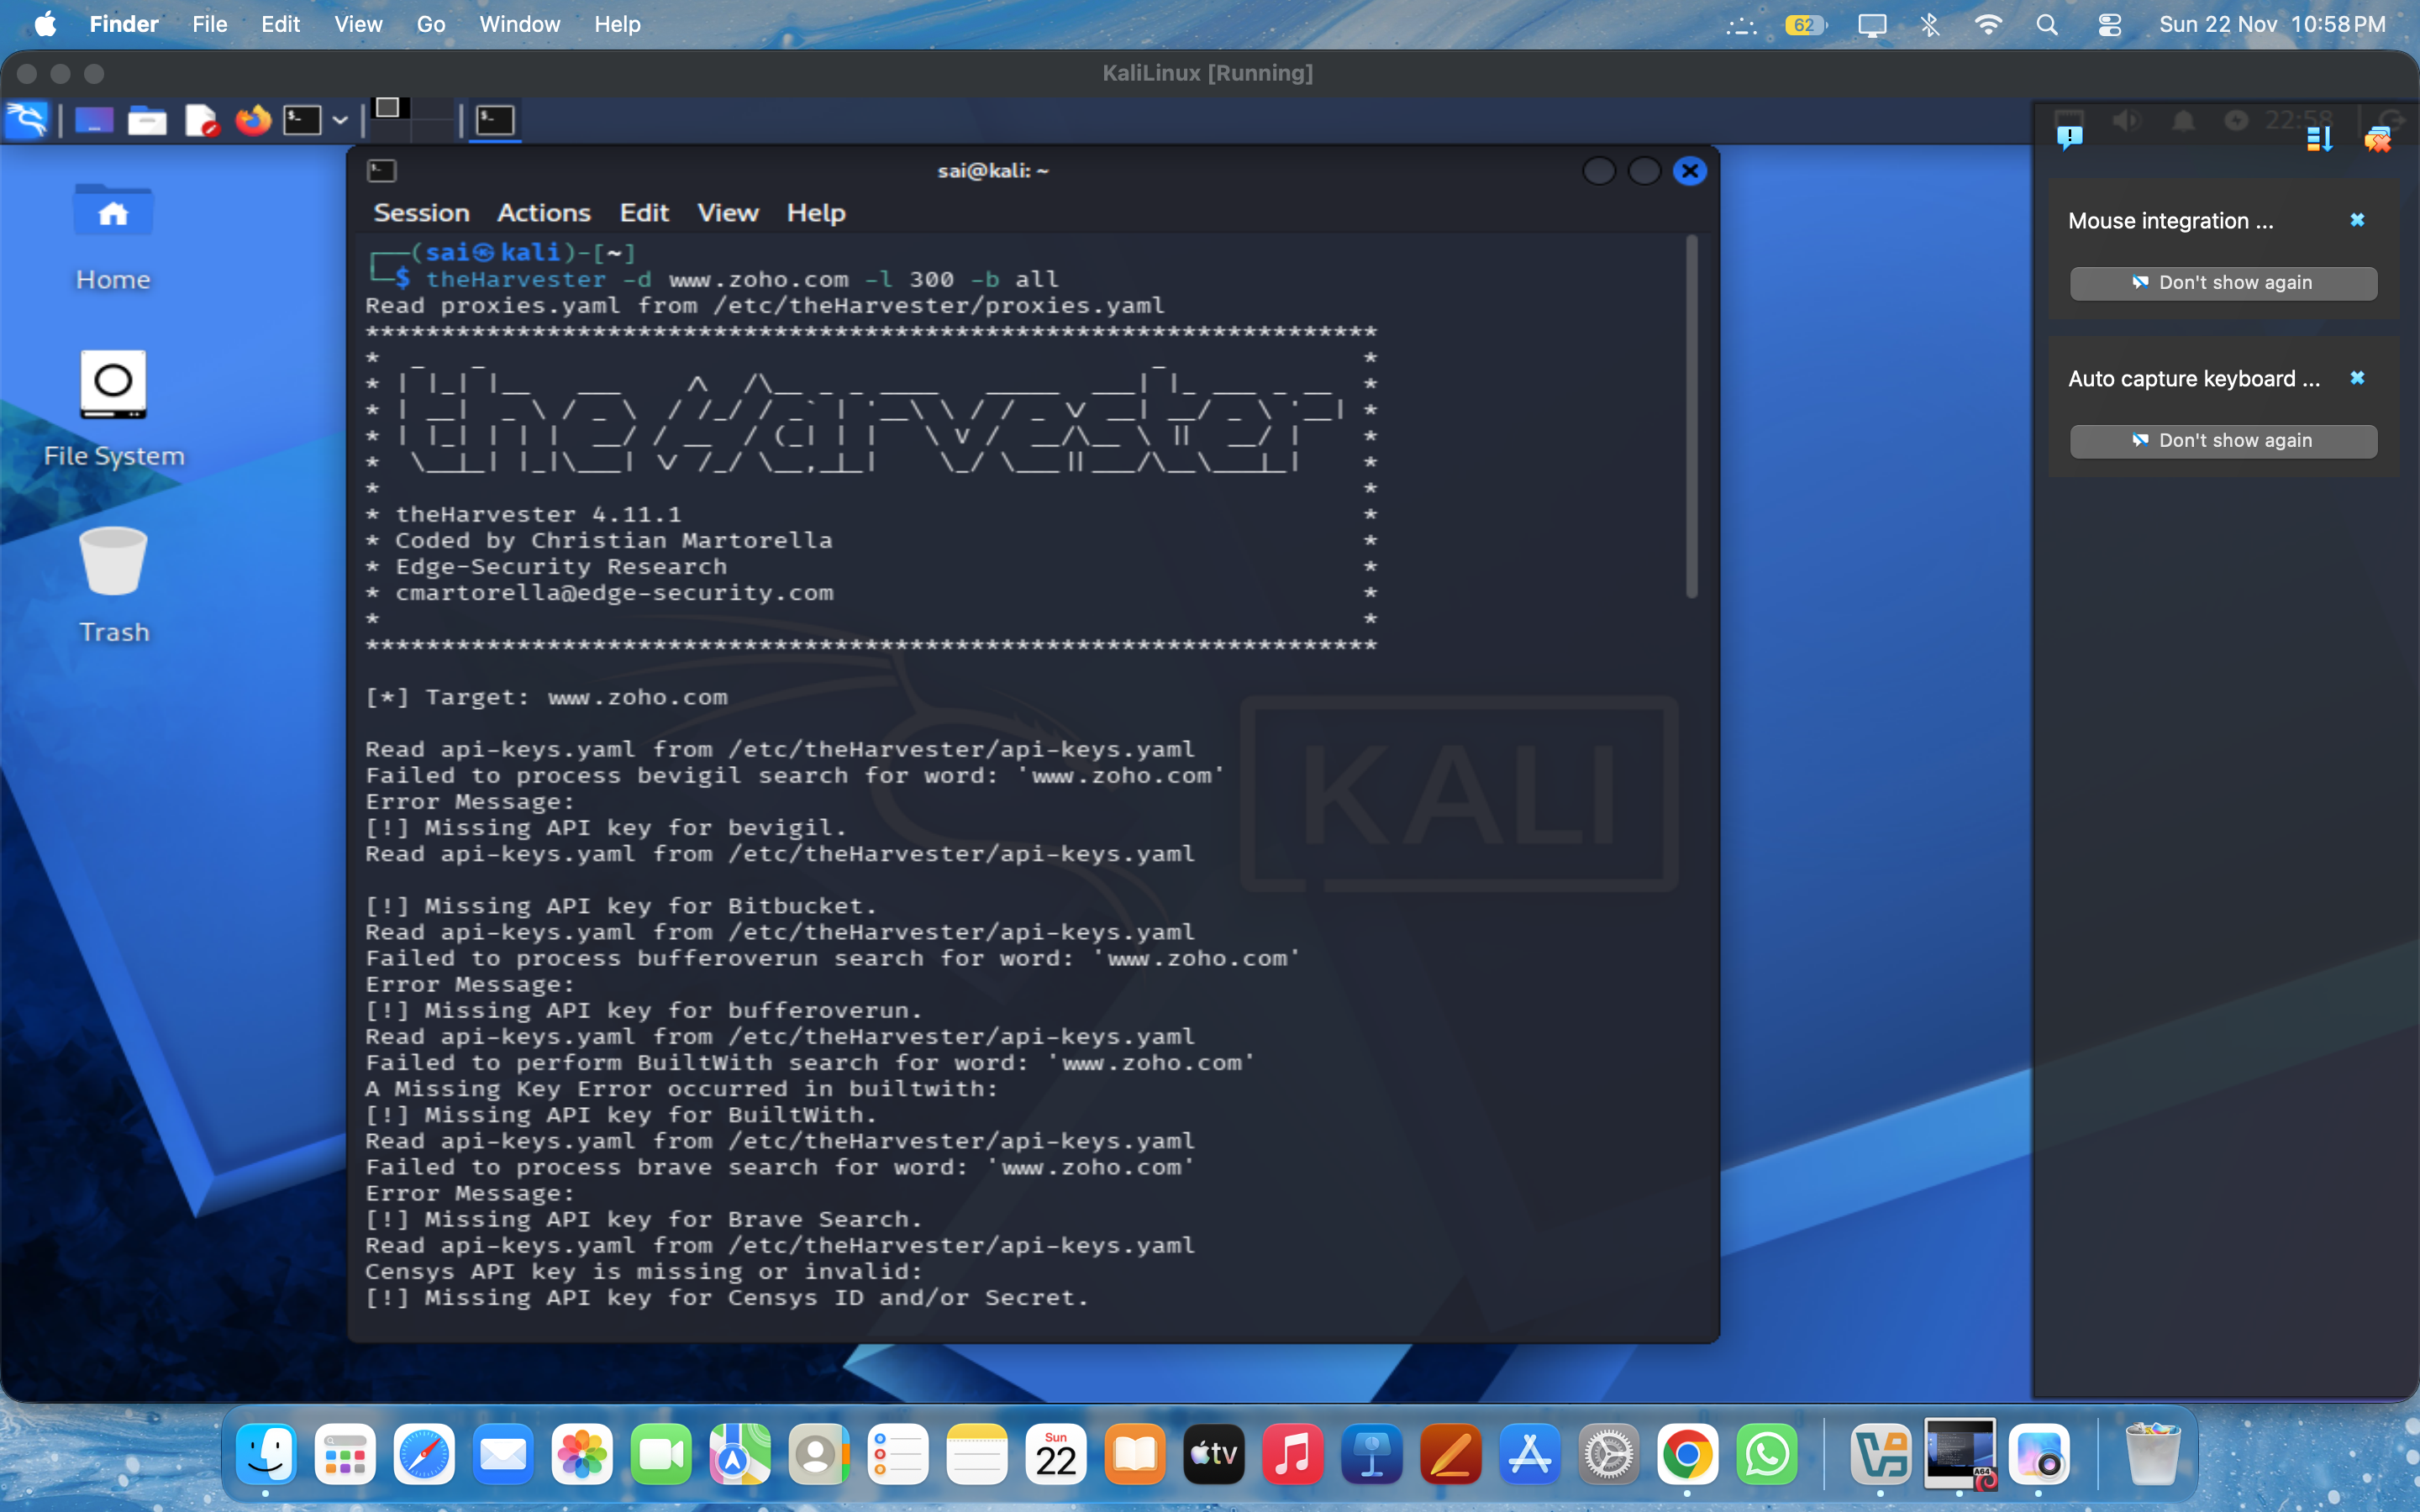 Finder File Edit View Go Window Help 62 Sun 22 Nov 10:58 PM
KaliLinux [Running]
22:58
sai@kali: ~
Session Actions Edit View Help
┌──(sai㉿kali)-[~]
└─$ theHarvester -d www.zoho.com -l 300 -b all
Read proxies.yaml from /etc/theHarvester/proxies.yaml
*******************************************************************
theHarvester
* theHarvester 4.11.1 *
* Coded by Christian Martorella *
* Edge-Security Research *
* cmartorella@edge-security.com *
* *
*******************************************************************
[*] Target: www.zoho.com
Read api-keys.yaml from /etc/theHarvester/api-keys.yaml
Failed to process bevigil search for word: 'www.zoho.com'
Error Message:
[!] Missing API key for bevigil.
Read api-keys.yaml from /etc/theHarvester/api-keys.yaml
[!] Missing API key for Bitbucket.
Read api-keys.yaml from /etc/theHarvester/api-keys.yaml
Failed to process bufferoverun search for word: 'www.zoho.com'
Error Message:
[!] Missing API key for bufferoverun.
Read api-keys.yaml from /etc/theHarvester/api-keys.yaml
Failed to perform BuiltWith search for word: 'www.zoho.com'
A Missing Key Error occurred in builtwith:
[!] Missing API key for BuiltWith.
Read api-keys.yaml from /etc/theHarvester/api-keys.yaml
Failed to process brave search for word: 'www.zoho.com'
Error Message:
[!] Missing API key for Brave Search.
Read api-keys.yaml from /etc/theHarvester/api-keys.yaml
Censys API key is missing or invalid:
[!] Missing API key for Censys ID and/or Secret.
KALI
Home
File System
Trash
Mouse integration ...
Don't show again
Auto capture keyboard ...
Don't show again
Sun
22
tv
A64